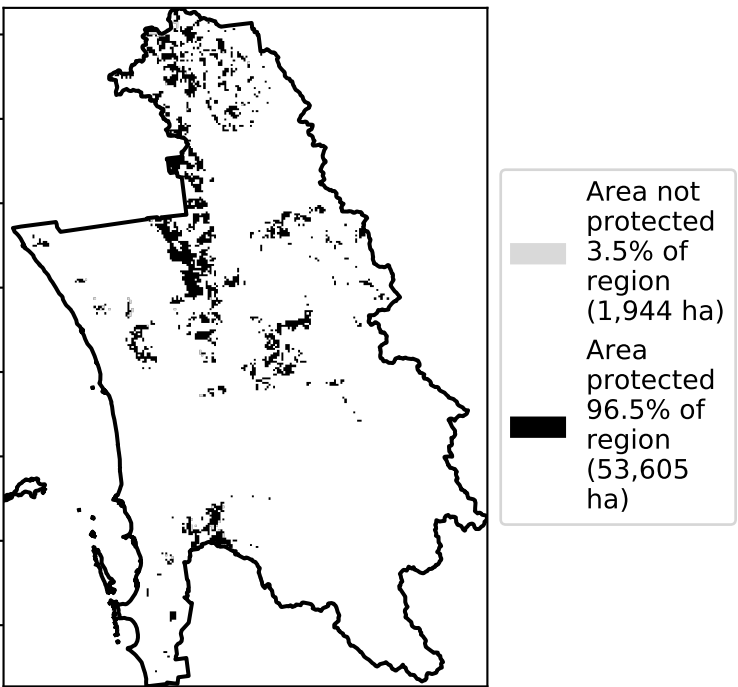 Area not
protected
3.5% of
region
(1,944 ha)
Area
protected
96.5% of
region
(53,605
ha)